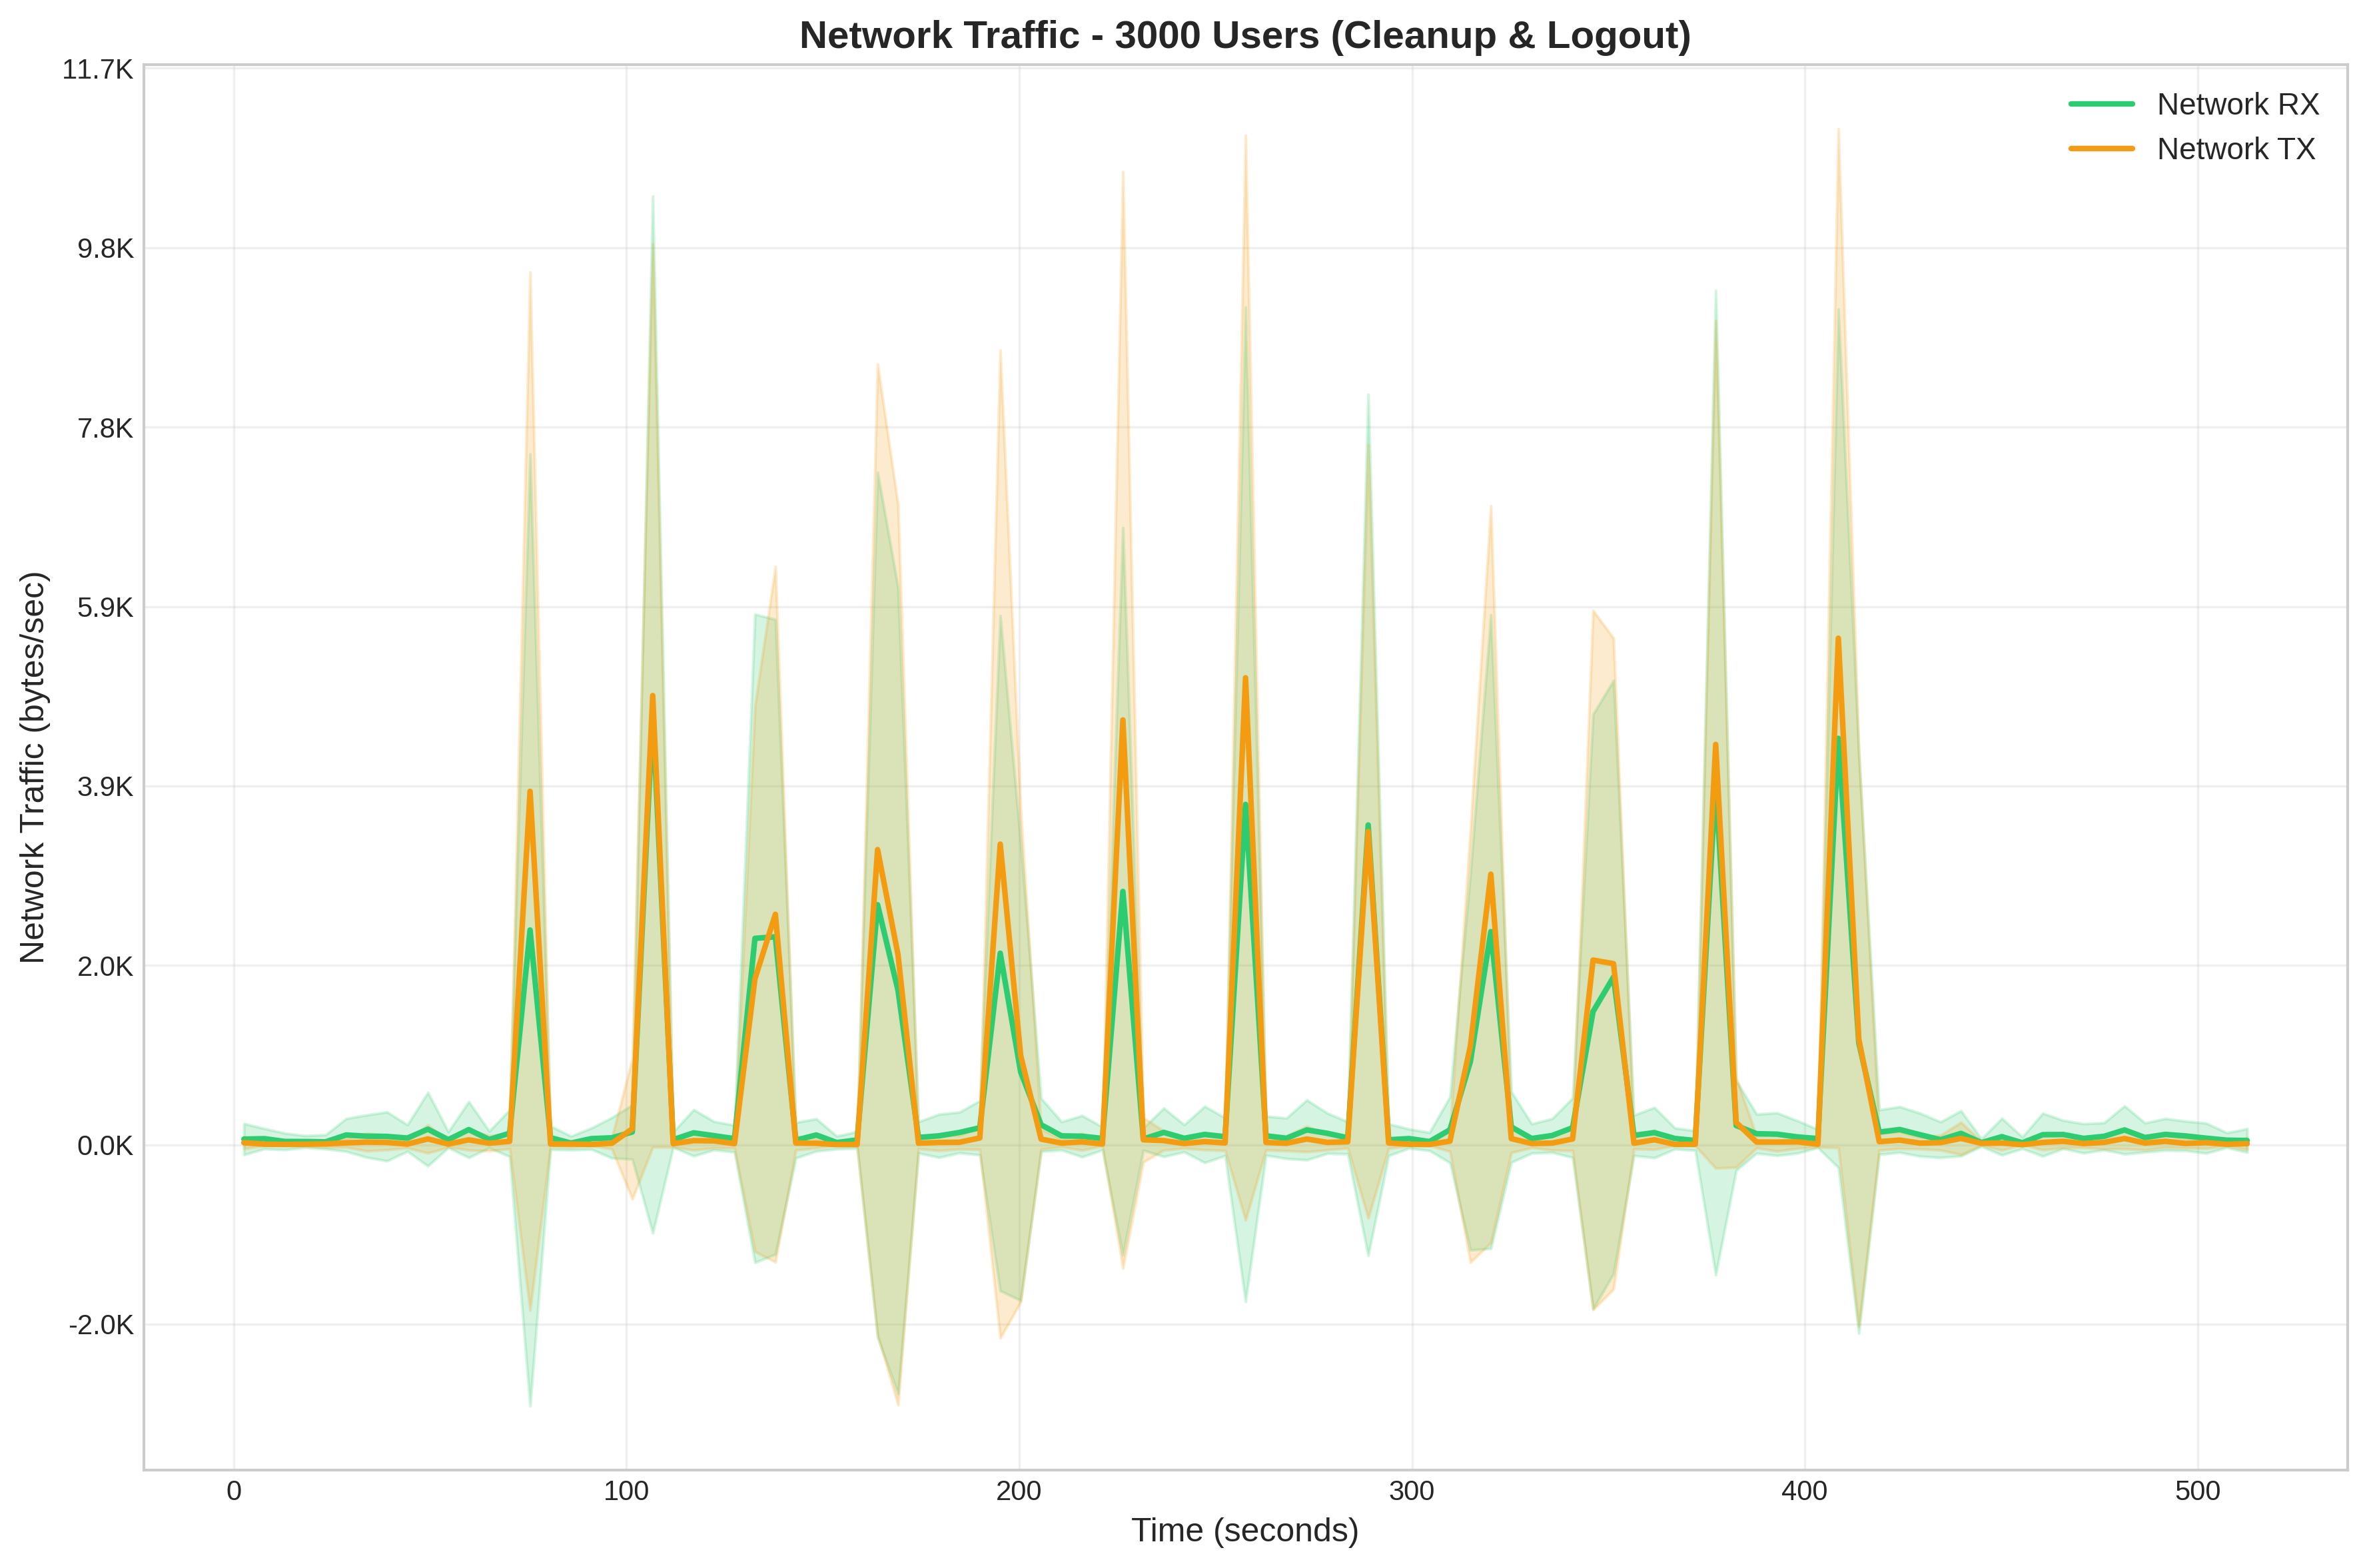 Network Traffic - 3000 Users (Cleanup & Logout)
Network RX
Network TX
Network Traffic (bytes/sec)
11.7K
9.8K
7.8K
5.9K
3.9K
2.0K
0.0K
-2.0K
0
100
200
300
400
500
Time (seconds)